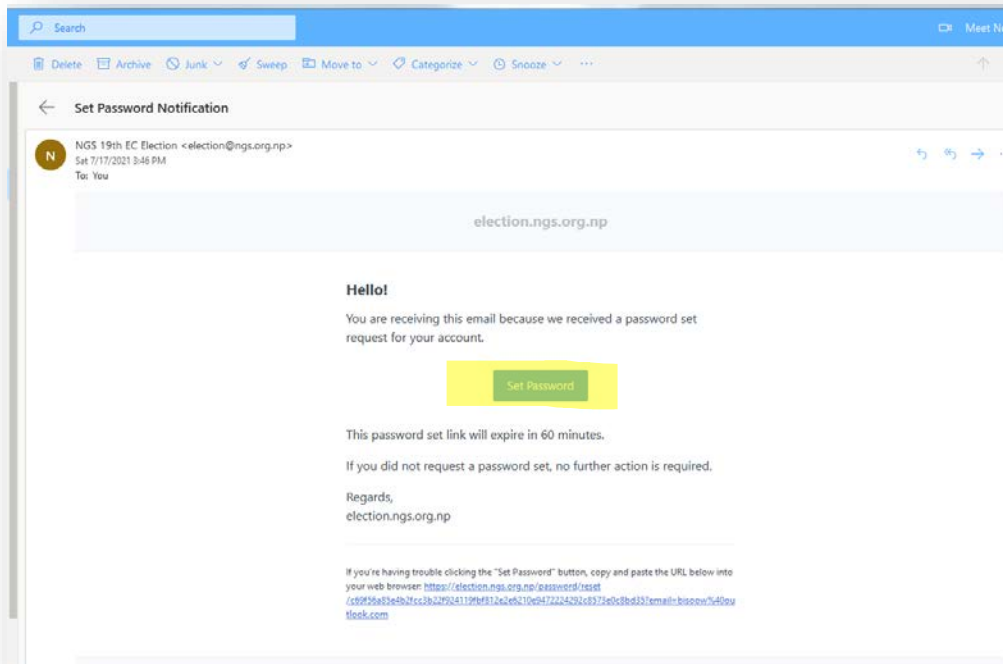 Search
Meet No
Delete Archive Junk Sweep Move to Categorize Snooze ...
Set Password Notification
N
NGS 19th EC Election <election@ngs.org.np>
Sat 7/17/2021 3:46 PM
To: You
election.ngs.org.np
Hello!
You are receiving this email because we received a password set
request for your account.
Set Password
This password set link will expire in 60 minutes.
If you did not request a password set, no further action is required.
Regards,
election.ngs.org.np
If you're having trouble clicking the "Set Password" button, copy and paste the URL below into
your web browser: https://election.ngs.org.np/password/reset